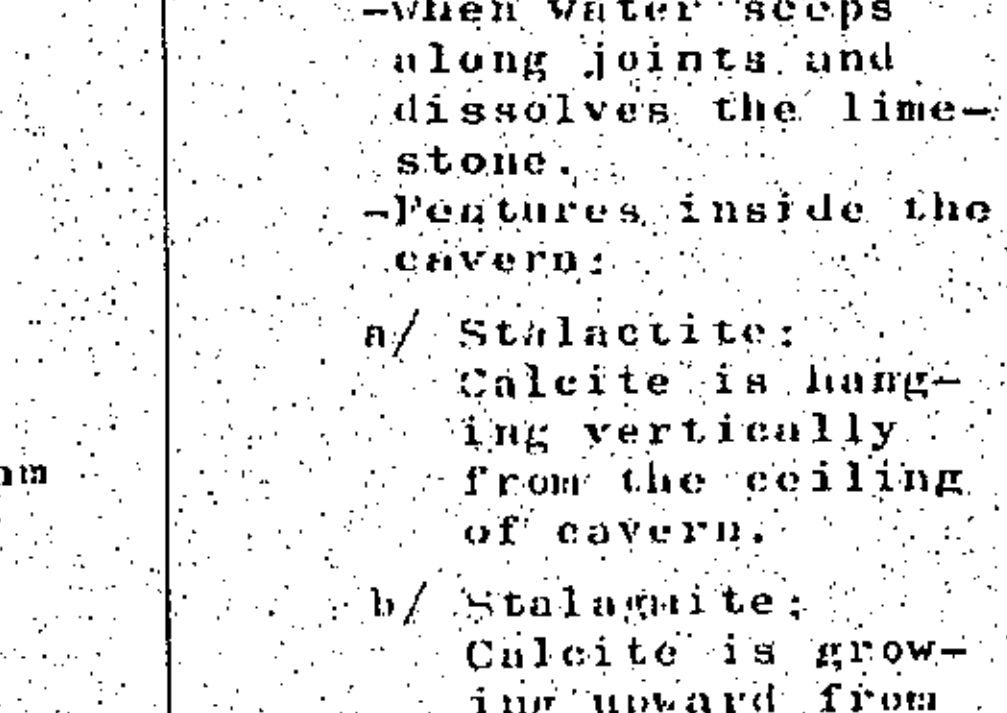 -when water seeps
along joints and
dissolves the lime-
stone.
-Features inside the
cavern:
a/ Stalactite:
Calcite is hang-
ing vertically
from the ceiling
of cavern.
b/ Stalagmite:
Calcite is grow-
ing upward from